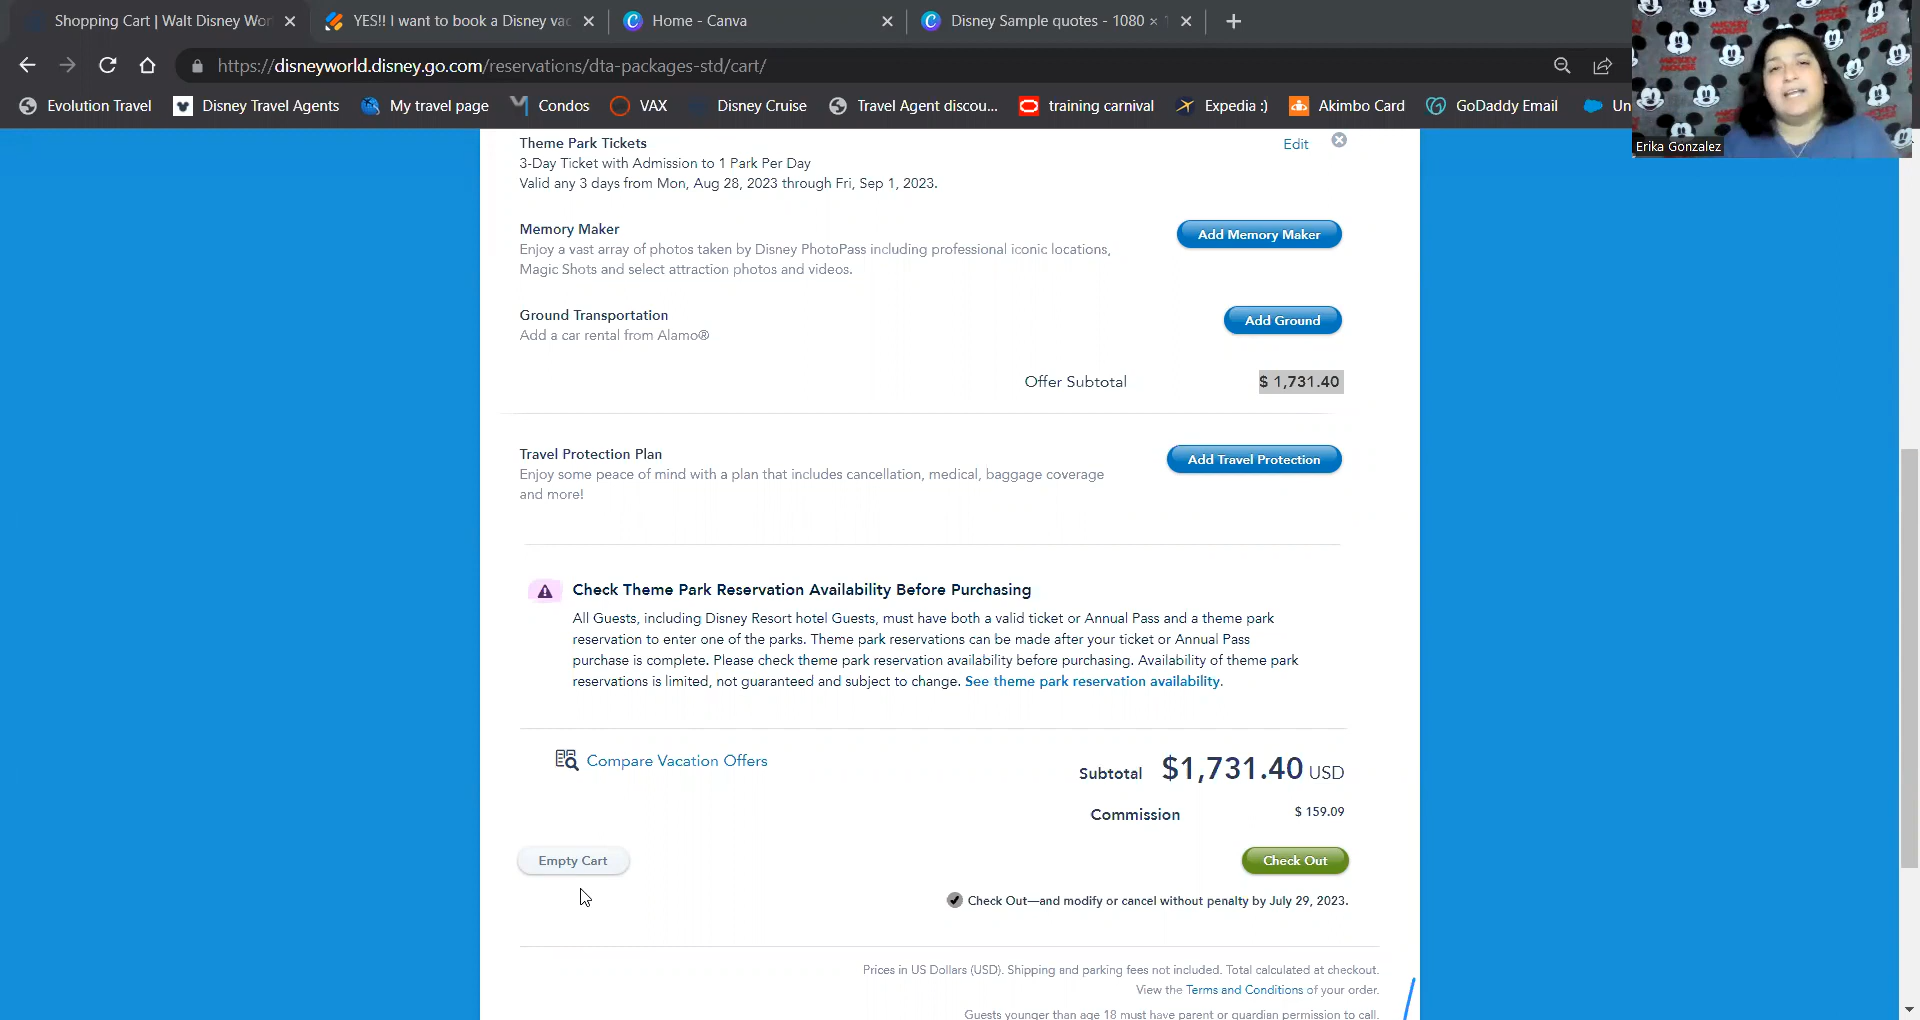 Shopping Cart | Walt Disney Wor
YES!! I want to book a Disney vac
Home - Canva
Disney Sample quotes - 1080 ×
https://disneyworld.disney.go.com/reservations/dta-packages-std/cart/
Evolution Travel
Disney Travel Agents
My travel page
Condos
VAX
Disney Cruise
Travel Agent discou...
training carnival
Expedia :)
Akimbo Card
GoDaddy Email
Un
Erika Gonzalez
Theme Park Tickets
Edit
3-Day Ticket with Admission to 1 Park Per Day
Valid any 3 days from Mon, Aug 28, 2023 through Fri, Sep 1, 2023.
Memory Maker
Add Memory Maker
Enjoy a vast array of photos taken by Disney PhotoPass including professional iconic locations,
Magic Shots and select attraction photos and videos.
Ground Transportation
Add Ground
Add a car rental from Alamo®
Offer Subtotal $ 1,731.40
Travel Protection Plan
Add Travel Protection
Enjoy some peace of mind with a plan that includes cancellation, medical, baggage coverage
and more!
Check Theme Park Reservation Availability Before Purchasing
All Guests, including Disney Resort hotel Guests, must have both a valid ticket or Annual Pass and a theme park
reservation to enter one of the parks. Theme park reservations can be made after your ticket or Annual Pass
purchase is complete. Please check theme park reservation availability before purchasing. Availability of theme park
reservations is limited, not guaranteed and subject to change. See theme park reservation availability.
Compare Vacation Offers
Subtotal $1,731.40 USD
Commission $ 159.09
Empty Cart
Check Out
Check Out—and modify or cancel without penalty by July 29, 2023.
Prices in US Dollars (USD). Shipping and parking fees not included. Total calculated at checkout.
View the Terms and Conditions of your order.
Guests younger than age 18 must have parent or guardian permission to call.